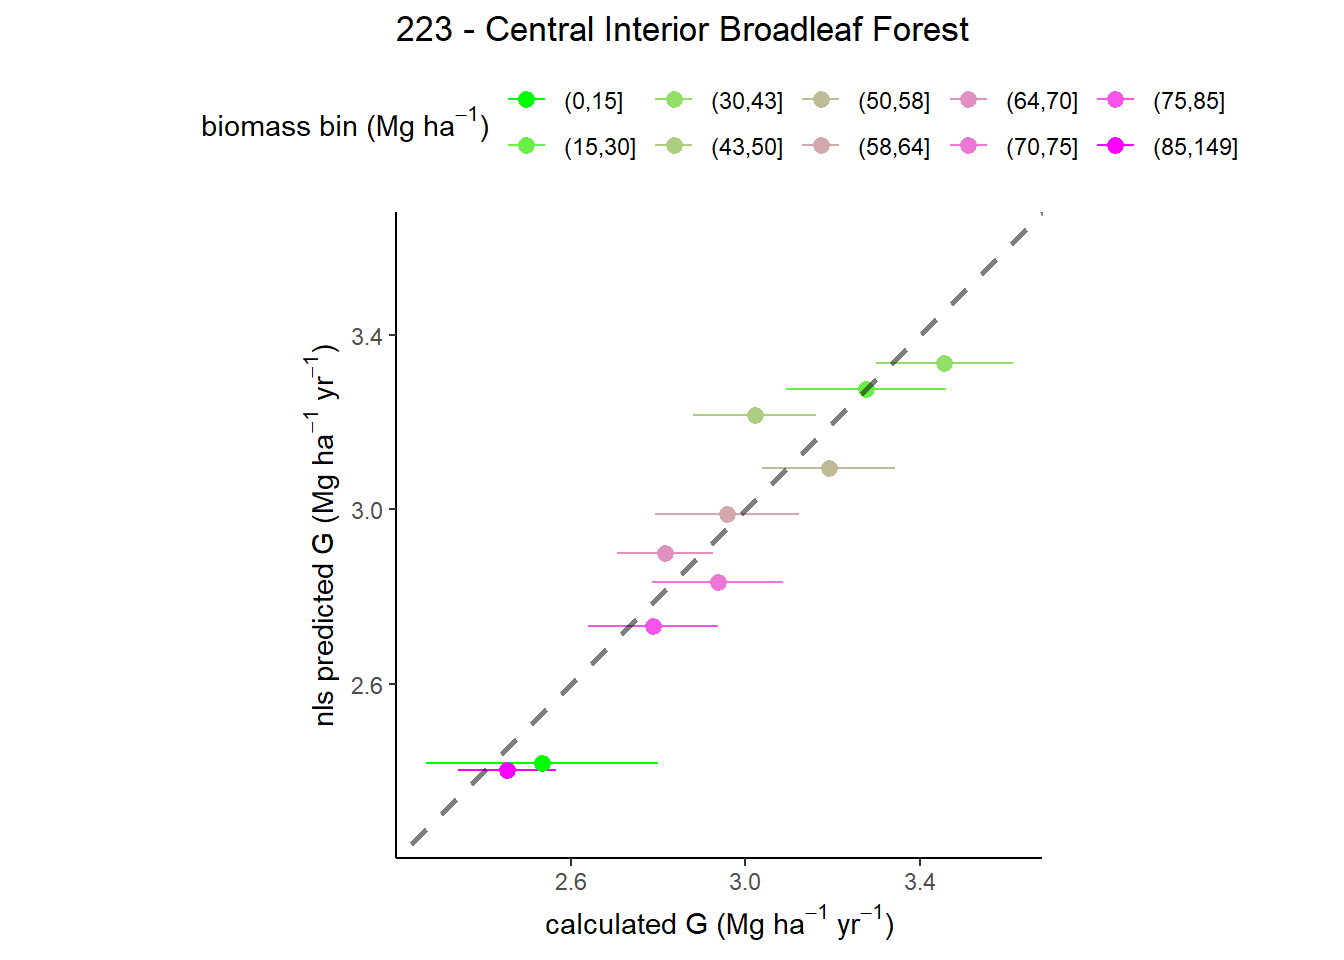 223 - Central Interior Broadleaf Forest
biomass bin (Mg ha⁻¹)
(0,15] (30,43] (50,58] (64,70] (75,85]
(15,30] (43,50] (58,64] (70,75] (85,149]
nls predicted G (Mg ha⁻¹ yr⁻¹)
3.4
3.0
2.6
2.6 3.0 3.4
calculated G (Mg ha⁻¹ yr⁻¹)